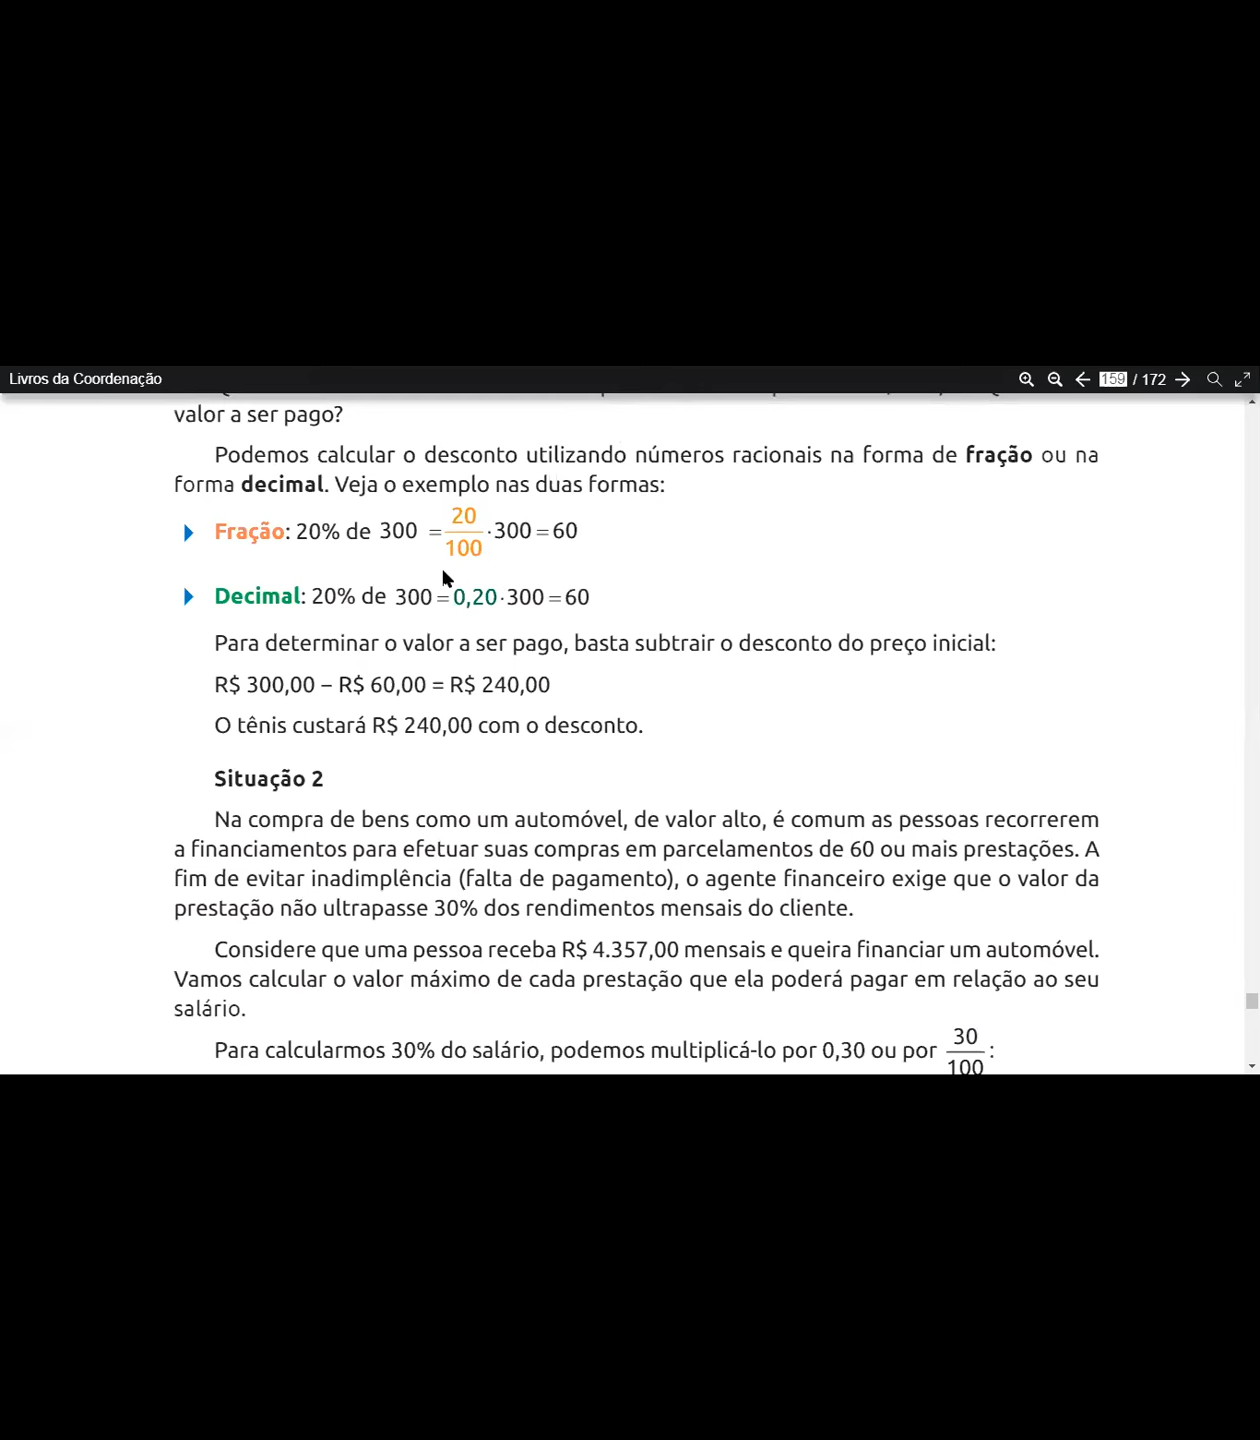 Livros da Coordenação 159 / 172
valor a ser pago?
Podemos calcular o desconto utilizando números racionais na forma de fração ou na
forma decimal. Veja o exemplo nas duas formas:
Fração: 20% de 300 = 20/100 · 300 = 60
Decimal: 20% de 300 = 0,20 · 300 = 60
Para determinar o valor a ser pago, basta subtrair o desconto do preço inicial:
R$ 300,00 – R$ 60,00 = R$ 240,00
O tênis custará R$ 240,00 com o desconto.
Situação 2
Na compra de bens como um automóvel, de valor alto, é comum as pessoas recorrerem
a financiamentos para efetuar suas compras em parcelamentos de 60 ou mais prestações. A
fim de evitar inadimplência (falta de pagamento), o agente financeiro exige que o valor da
prestação não ultrapasse 30% dos rendimentos mensais do cliente.
Considere que uma pessoa receba R$ 4.357,00 mensais e queira financiar um automóvel.
Vamos calcular o valor máximo de cada prestação que ela poderá pagar em relação ao seu
salário.
Para calcularmos 30% do salário, podemos multiplicá-lo por 0,30 ou por 30/100 :